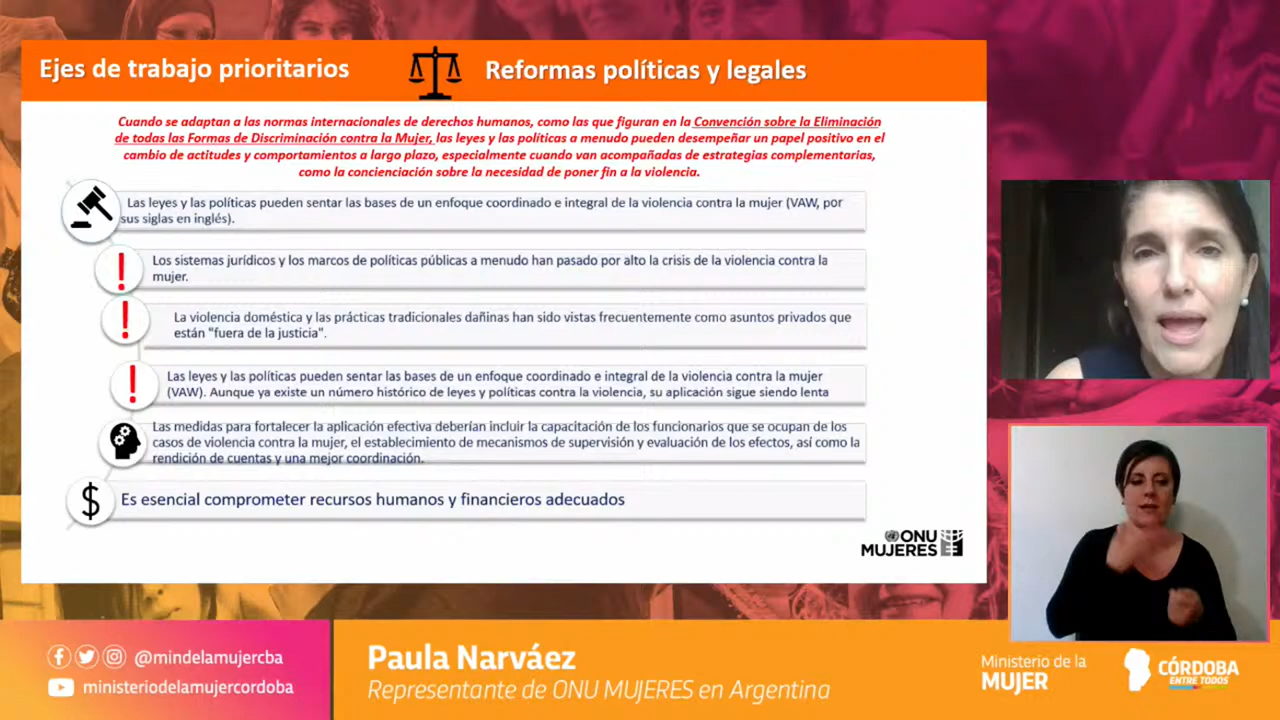 Ejes de trabajo prioritarios
Reformas políticas y legales
Cuando se adaptan a las normas internacionales de derechos humanos, como las que figuran en la Convención sobre la Eliminación
de todas las Formas de Discriminación contra la Mujer, las leyes y las políticas a menudo pueden desempeñar un papel positivo en el
cambio de actitudes y comportamientos a largo plazo, especialmente cuando van acompañadas de estrategias complementarias,
como la concienciación sobre la necesidad de poner fin a la violencia.
Las leyes y las políticas pueden sentar las bases de un enfoque coordinado e integral de la violencia contra la mujer (VAW, por
sus siglas en inglés).
Los sistemas jurídicos y los marcos de políticas públicas a menudo han pasado por alto la crisis de la violencia contra la
mujer.
La violencia doméstica y las prácticas tradicionales dañinas han sido vistas frecuentemente como asuntos privados que
están "fuera de la justicia".
Las leyes y las políticas pueden sentar las bases de un enfoque coordinado e integral de la violencia contra la mujer
(VAW). Aunque ya existe un número histórico de leyes y políticas contra la violencia, su aplicación sigue siendo lenta
Las medidas para fortalecer la aplicación efectiva deberían incluir la capacitación de los funcionarios que se ocupan de los
casos de violencia contra la mujer, el establecimiento de mecanismos de supervisión y evaluación de los efectos, así como la
rendición de cuentas y una mejor coordinación.
$ Es esencial comprometer recursos humanos y financieros adecuados
ONU
MUJERES
@mindelamujercba
ministeriodelamujercordoba
Paula Narváez
Representante de ONU MUJERES en Argentina
Ministerio de la
MUJER
CÓRDOBA
ENTRE TODOS